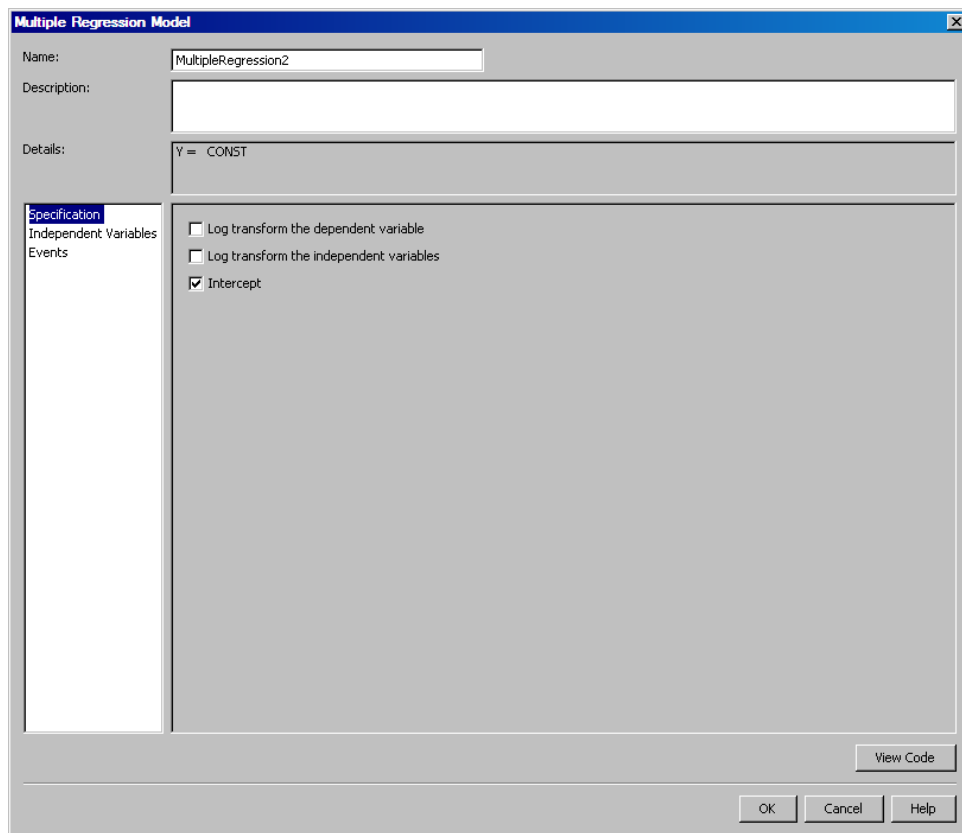 Multiple Regression Model
Name:
MultipleRegression2
Description:
Details:
Y = CONST
Specification
Independent Variables
Events
Log transform the dependent variable
Log transform the independent variables
Intercept
View Code
OK
Cancel
Help